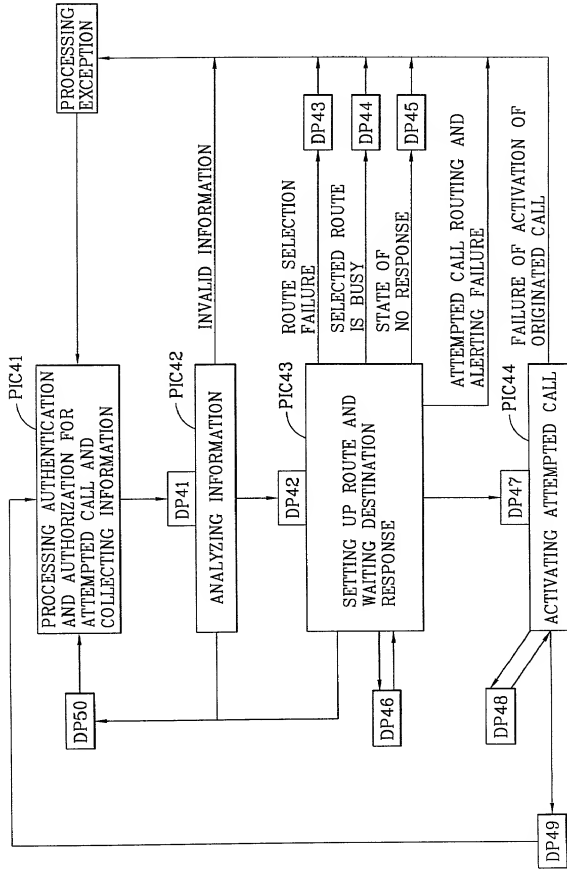 PROCESSING
EXCEPTION
PIC41
PROCESSING AUTHENTICATION
AND AUTHORIZATION FOR
ATTEMPTED CALL AND
COLLECTING INFORMATION
DP50
DP41
INVALID INFORMATION
PIC42
ANALYZING INFORMATION
DP42
PIC43
SETTING UP ROUTE AND
WAITING DESTINATION
RESPONSE
ROUTE SELECTION
FAILURE
DP43
SELECTED ROUTE
IS BUSY
DP44
STATE OF
NO RESPONSE
DP45
DP46
ATTEMPTED CALL ROUTING AND
ALERTING FAILURE
DP47
PIC44
ACTIVATING ATTEMPTED CALL
FAILURE OF ACTIVATION OF
ORIGINATED CALL
DP48
DP49